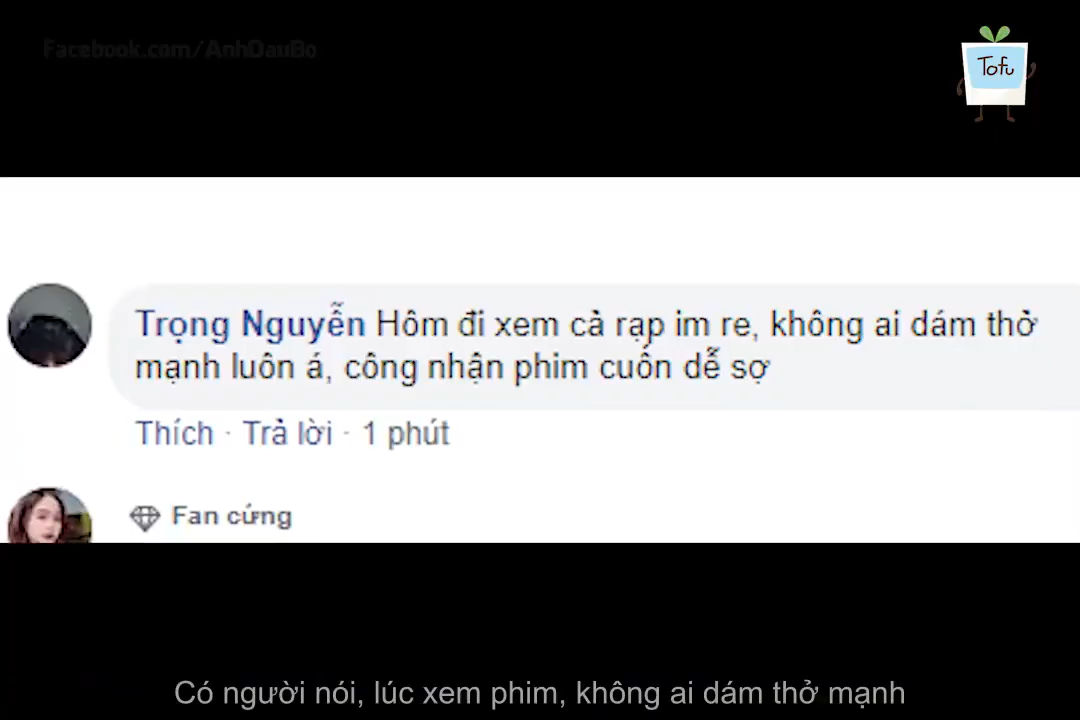 Facebook.com/AnhDauBo
Tofu
Trọng Nguyễn Hôm đi xem cả rạp im re, không ai dám thở
mạnh luôn á, công nhận phim cuốn dễ sợ
Thích · Trả lời · 1 phút
Fan cứng
Có người nói, lúc xem phim, không ai dám thở mạnh